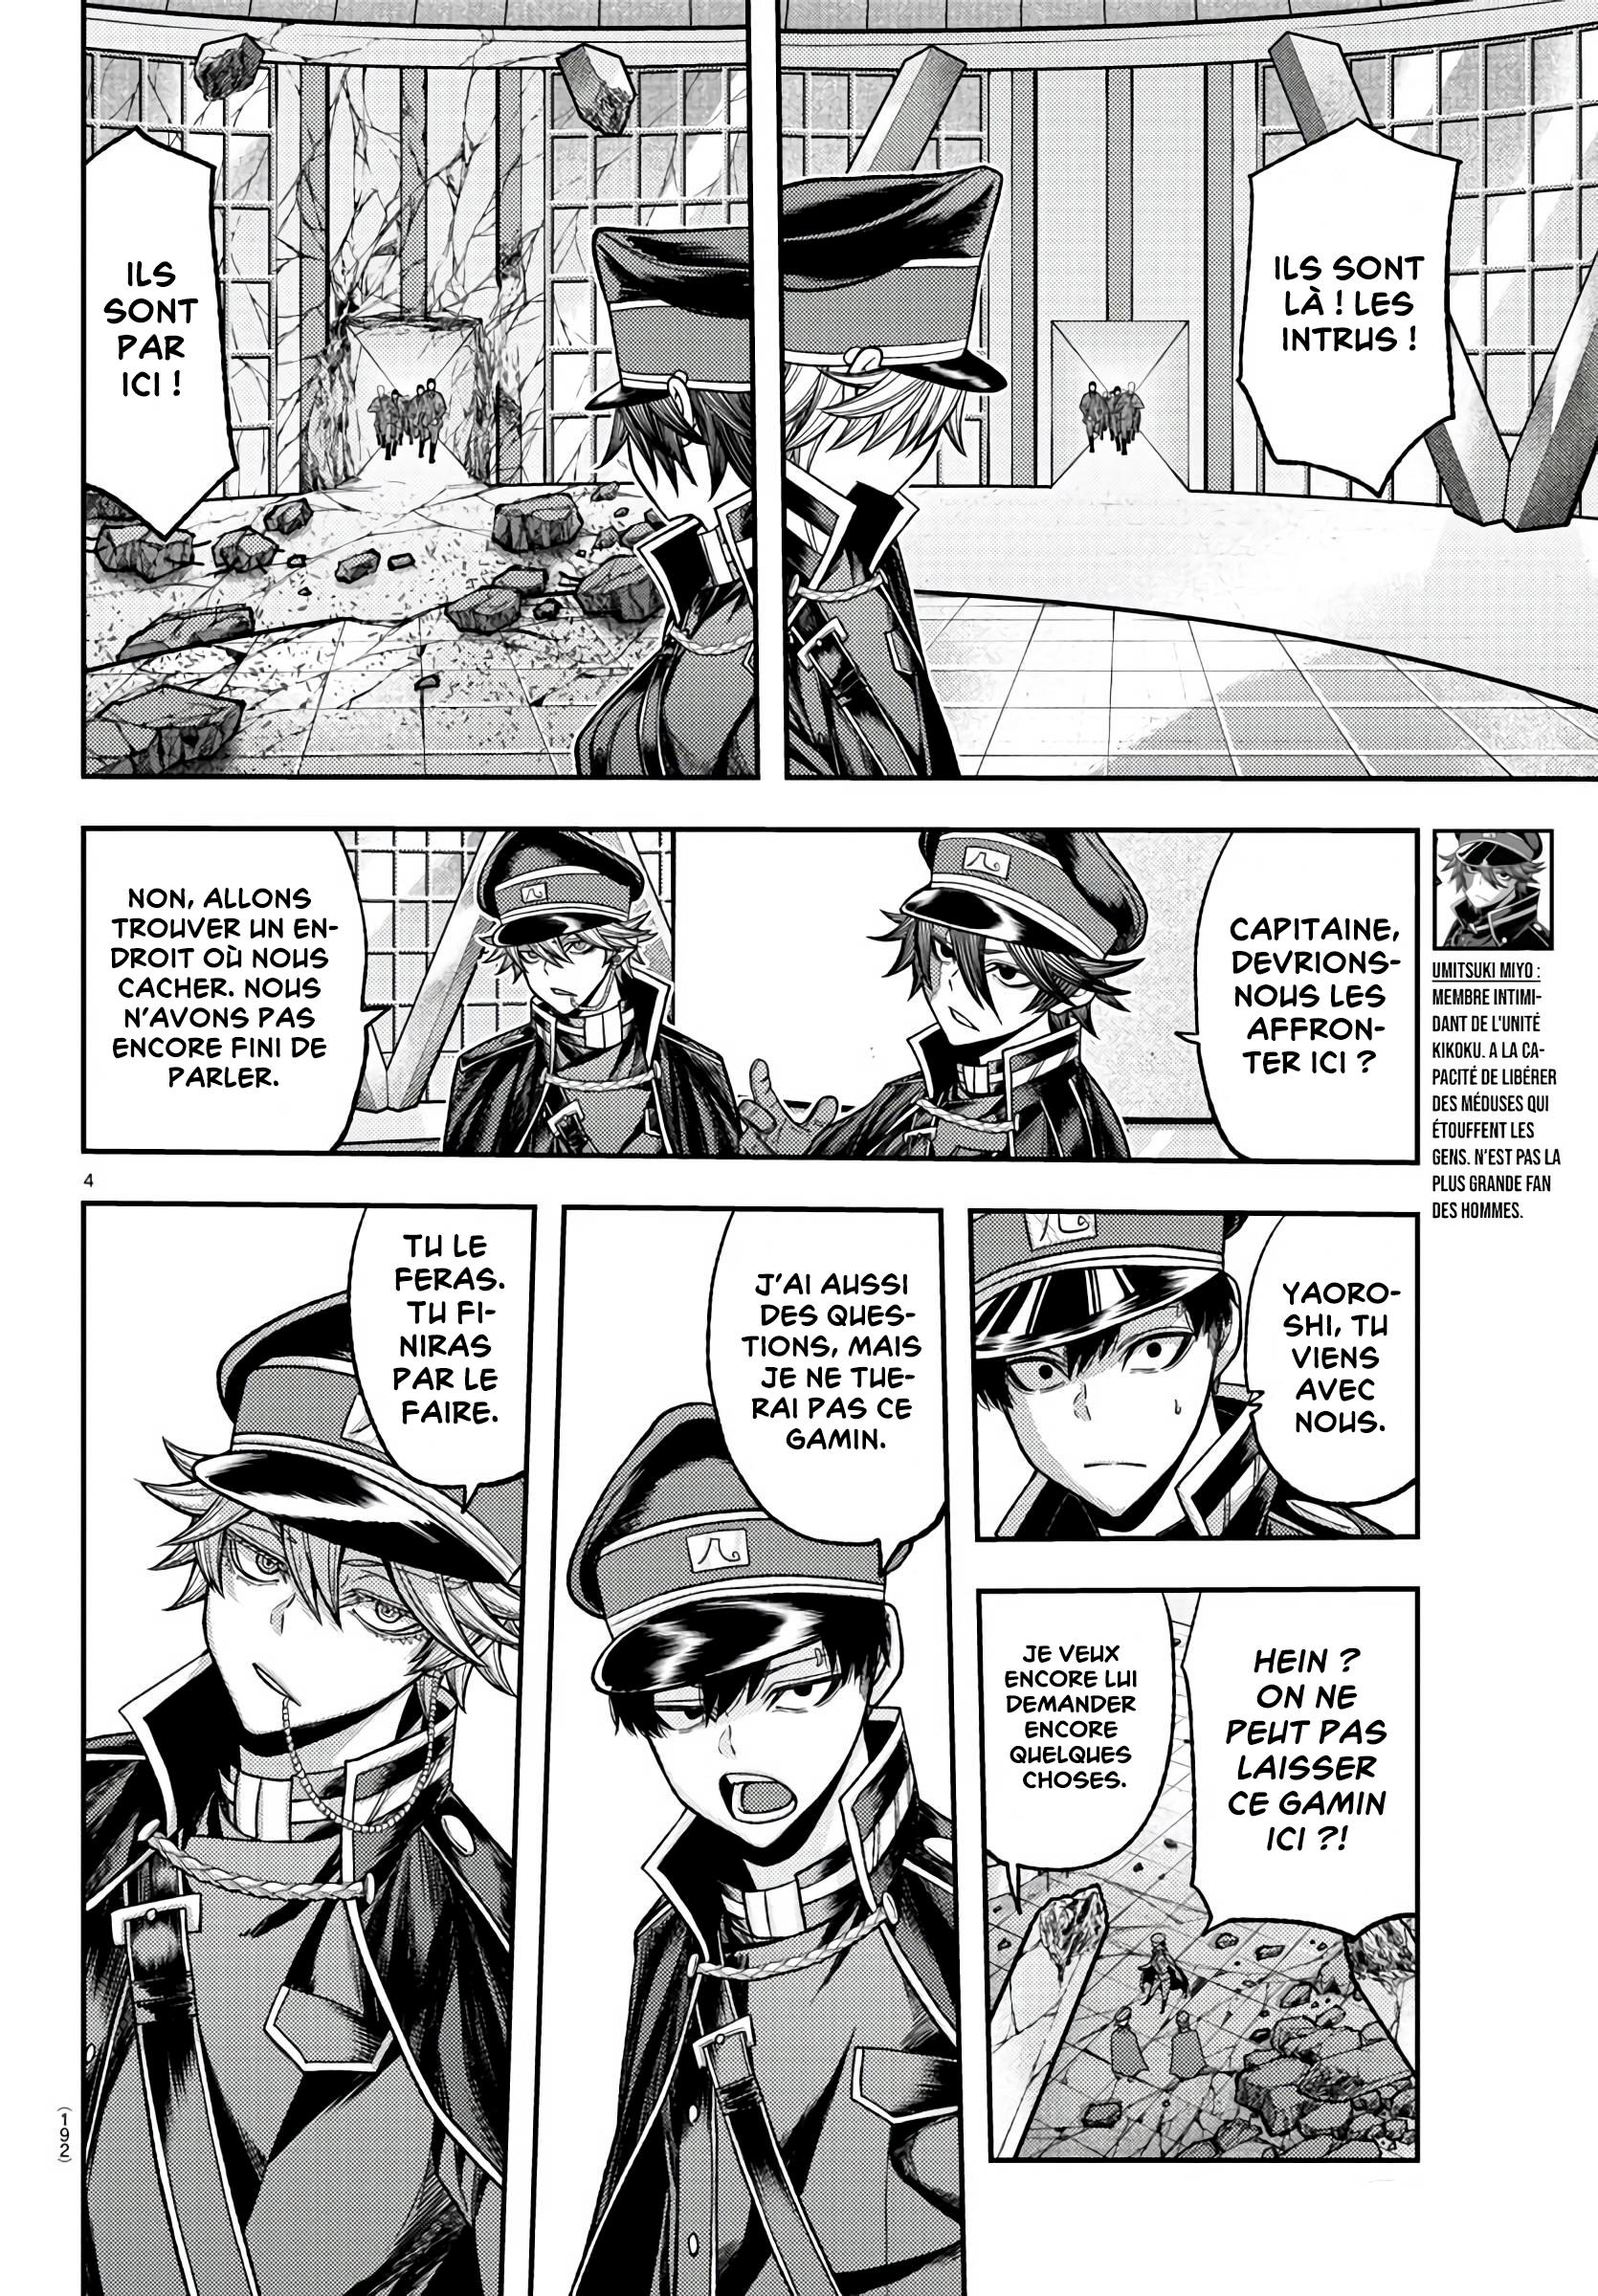 ILS SONT
LÀ ! LES
INTRUS !
ILS
SONT
PAR
ICI !
CAPITAINE,
DEVRIONS-
NOUS LES
AFFRON-
TER ICI ?
NON, ALLONS
TROUVER UN EN-
DROIT OÙ NOUS
CACHER. NOUS
N'AVONS PAS
ENCORE FINI DE
PARLER.
UMITSUKI MIYO :
MEMBRE INTIMI-
DANT DE L'UNITÉ
KIKOKU. A LA CA-
PACITÉ DE LIBÉRER
DES MÉDUSES QUI
ÉTOUFFENT LES
GENS. N'EST PAS LA
PLUS GRANDE FAN
DES HOMMES.
4
YAORO-
SHI, TU
VIENS
AVEC
NOUS.
HEIN ?
ON NE
PEUT PAS
LAISSER
CE GAMIN
ICI ?!
JE VEUX
ENCORE LUI
DEMANDER
ENCORE
QUELQUES
CHOSES.
J'AI AUSSI
DES QUES-
TIONS, MAIS
JE NE TUE-
RAI PAS CE
GAMIN.
TU LE
FERAS.
TU FI-
NIRAS
PAR LE
FAIRE.
(192)